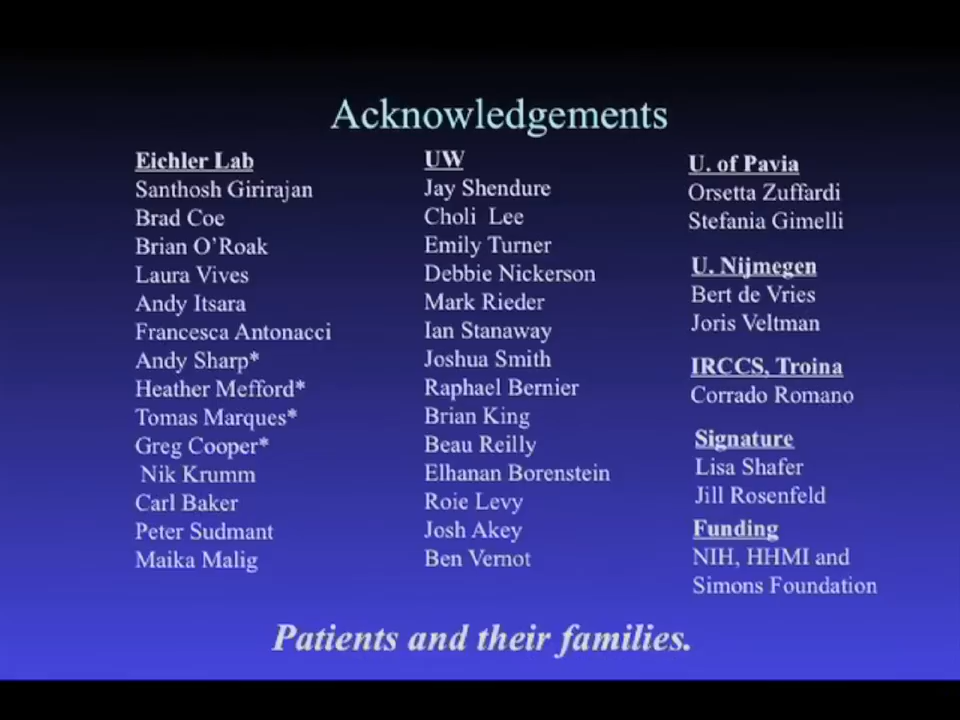 Acknowledgements
Eichler Lab
Santhosh Girirajan
Brad Coe
Brian O'Roak
Laura Vives
Andy Itsara
Francesca Antonacci
Andy Sharp*
Heather Mefford*
Tomas Marques*
Greg Cooper*
Nik Krumm
Carl Baker
Peter Sudmant
Maika Malig
UW
Jay Shendure
Choli Lee
Emily Turner
Debbie Nickerson
Mark Rieder
Ian Stanaway
Joshua Smith
Raphael Bernier
Brian King
Beau Reilly
Elhanan Borenstein
Roie Levy
Josh Akey
Ben Vernot
U. of Pavia
Orsetta Zuffardi
Stefania Gimelli
U. Nijmegen
Bert de Vries
Joris Veltman
IRCCS, Troina
Corrado Romano
Signature
Lisa Shafer
Jill Rosenfeld
Funding
NIH, HHMI and
Simons Foundation
Patients and their families.